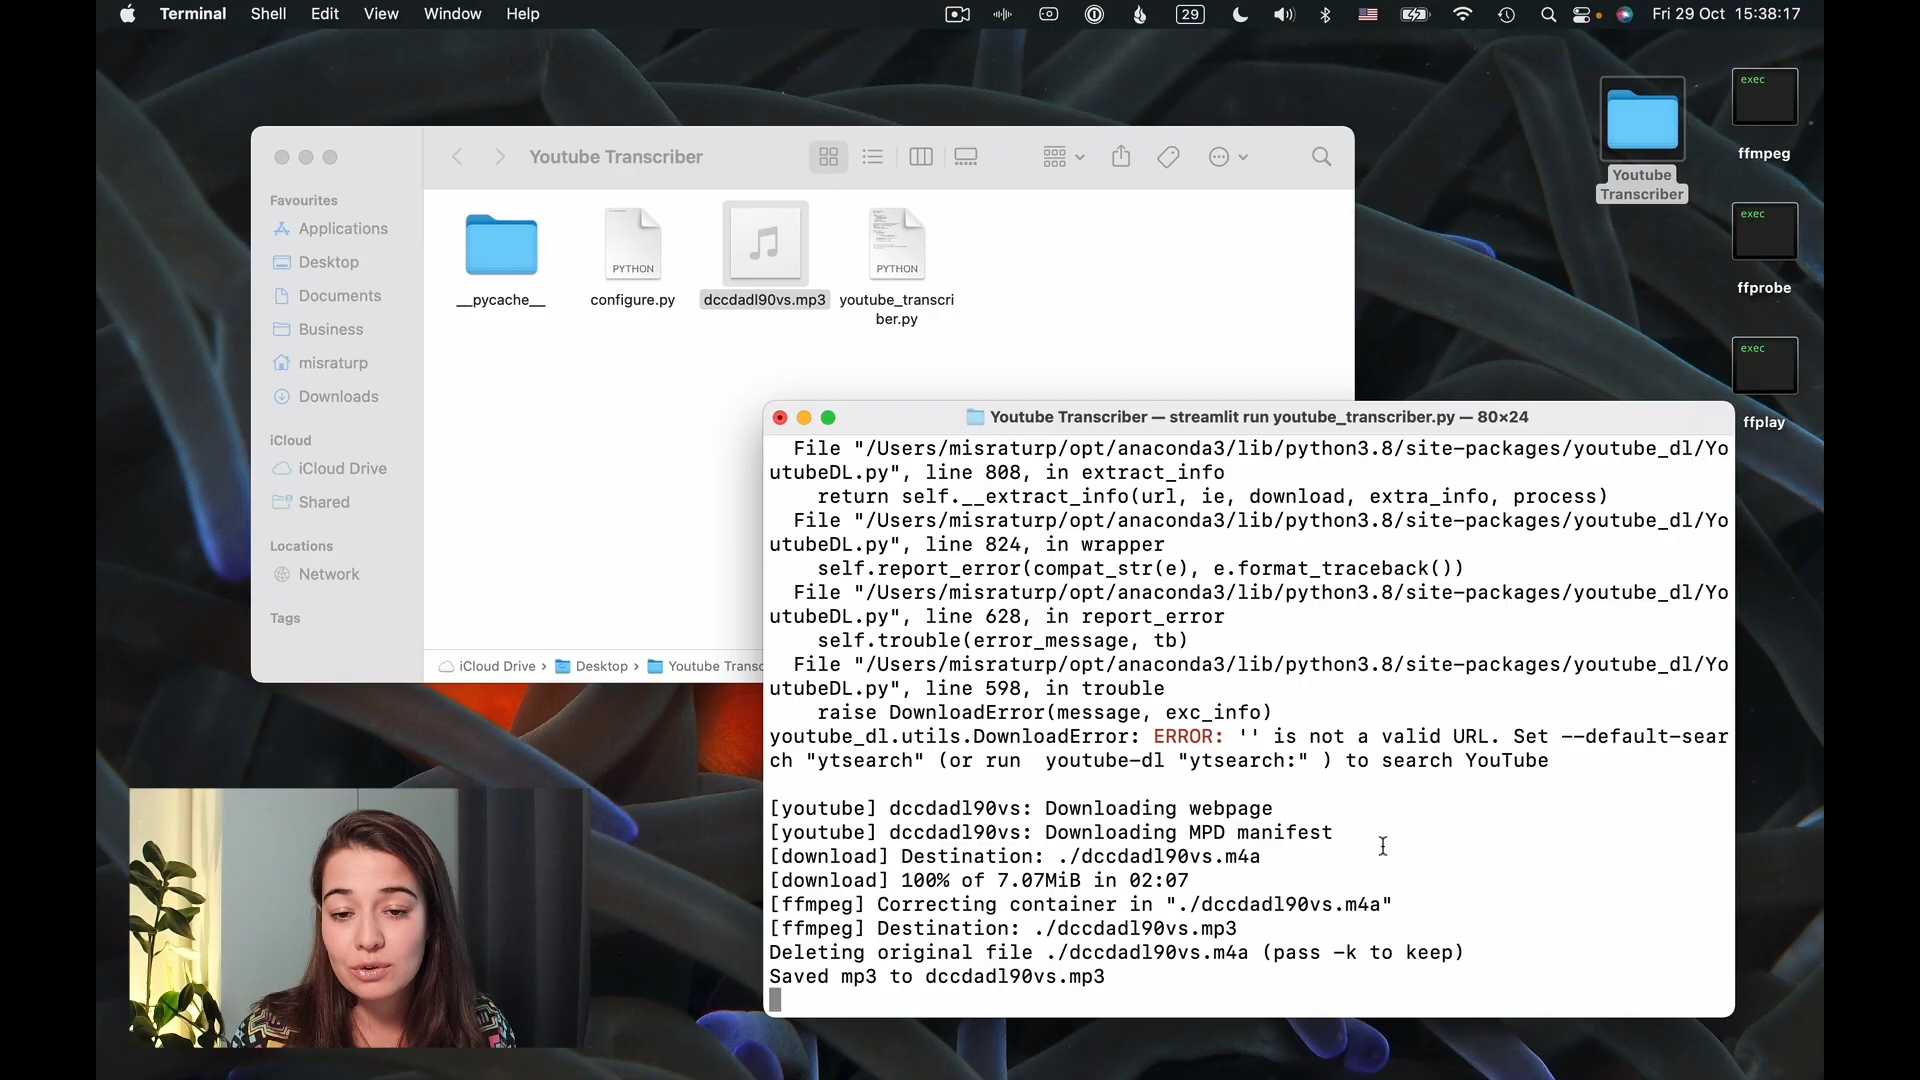 Terminal Shell Edit View Window Help
29
Fri 29 Oct 15:38:17
exec
ffmpeg
exec
ffprobe
exec
ffplay
Youtube
Transcriber
Youtube Transcriber
Favourites
Applications
Desktop
Documents
Business
misraturp
Downloads
iCloud
iCloud Drive
Shared
Locations
Network
Tags
__pycache__
PYTHON
configure.py
dccdadl90vs.mp3
PYTHON
youtube_transcri
ber.py
iCloud Drive › Desktop › Youtube Transc
Youtube Transcriber — streamlit run youtube_transcriber.py — 80×24
File "/Users/misraturp/opt/anaconda3/lib/python3.8/site-packages/youtube_dl/Yo
utubeDL.py", line 808, in extract_info
return self.__extract_info(url, ie, download, extra_info, process)
File "/Users/misraturp/opt/anaconda3/lib/python3.8/site-packages/youtube_dl/Yo
utubeDL.py", line 824, in wrapper
self.report_error(compat_str(e), e.format_traceback())
File "/Users/misraturp/opt/anaconda3/lib/python3.8/site-packages/youtube_dl/Yo
utubeDL.py", line 628, in report_error
self.trouble(error_message, tb)
File "/Users/misraturp/opt/anaconda3/lib/python3.8/site-packages/youtube_dl/Yo
utubeDL.py", line 598, in trouble
raise DownloadError(message, exc_info)
youtube_dl.utils.DownloadError: ERROR: '' is not a valid URL. Set --default-sear
ch "ytsearch" (or run  youtube-dl "ytsearch:" ) to search YouTube
[youtube] dccdadl90vs: Downloading webpage
[youtube] dccdadl90vs: Downloading MPD manifest
[download] Destination: ./dccdadl90vs.m4a
[download] 100% of 7.07MiB in 02:07
[ffmpeg] Correcting container in "./dccdadl90vs.m4a"
[ffmpeg] Destination: ./dccdadl90vs.mp3
Deleting original file ./dccdadl90vs.m4a (pass -k to keep)
Saved mp3 to dccdadl90vs.mp3